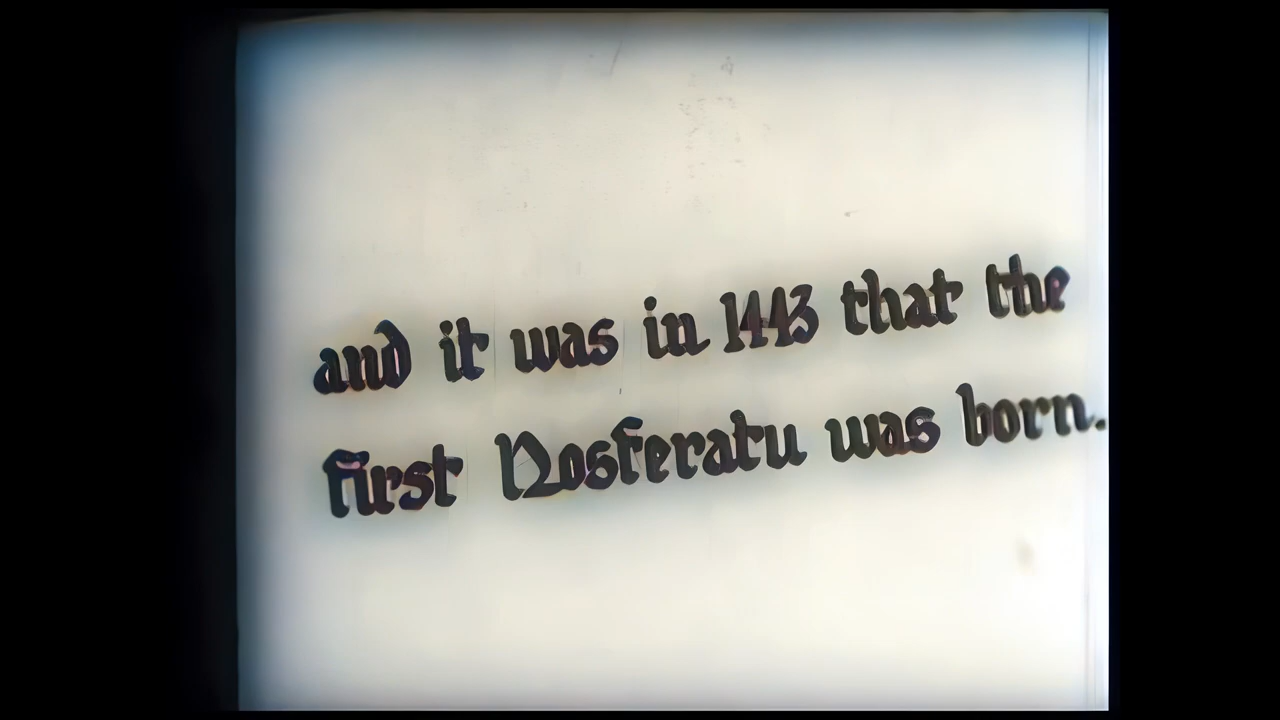 and it was in 1443 that the
first Nosferatu was born.